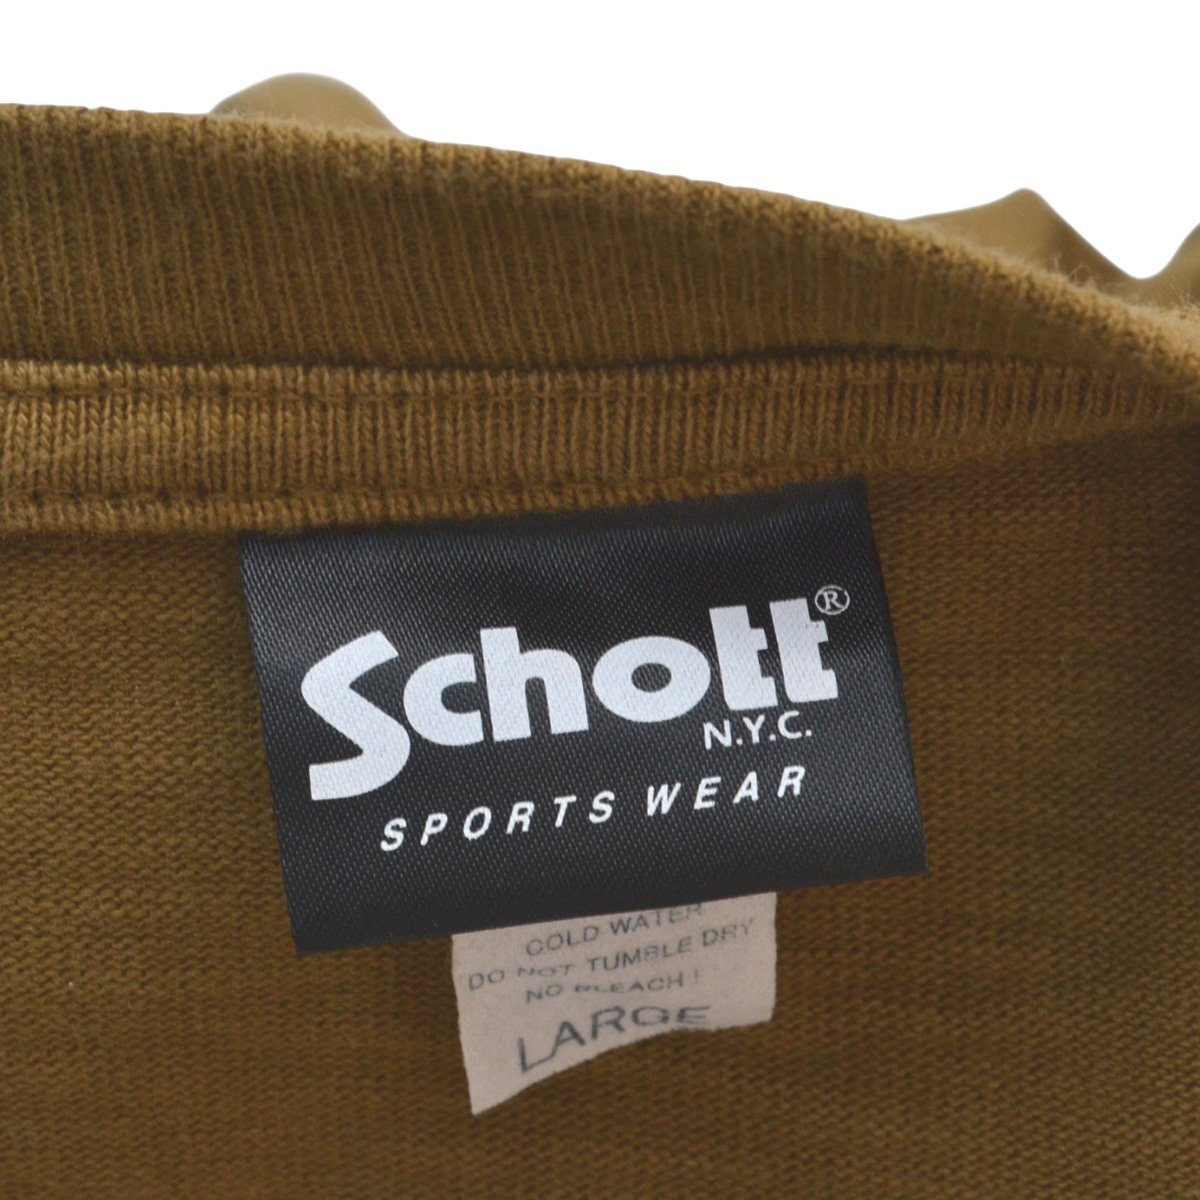 Schott®
N.Y.C.
SPORTS WEAR
COLD WATER
DO NOT TUMBLE DRY
NO BLEACH!
LARGE